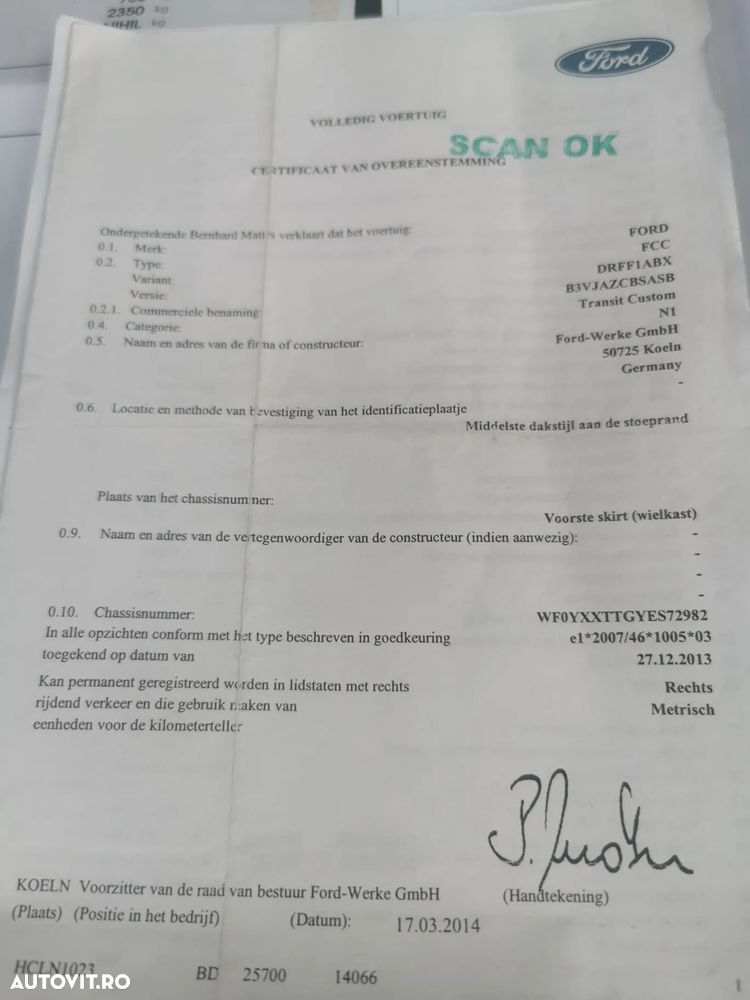 2350 kg
NIHIL kg
Ford
VOLLEDIG VOERTUIG
SCAN OK
CERTIFICAAT VAN OVEREENSTEMMING
Ondergetekende Bernhard Mattes verklaart dat het voertuig:
0.1. Merk: FORD
0.2. Type: FCC
Variant: DRFF1ABX
Versie: B3VJAZCBSASB
0.2.1. Commerciele benaming: Transit Custom
0.4. Categorie: N1
0.5. Naam en adres van de firma of constructeur: Ford-Werke GmbH
50725 Koeln
Germany
-
0.6. Locatie en methode van bevestiging van het identificatieplaatje
Middelste dakstijl aan de stoeprand
Plaats van het chassisnummer:
Voorste skirt (wielkast)
0.9. Naam en adres van de vertegenwoordiger van de constructeur (indien aanwezig): -
-
-
-
0.10. Chassisnummer: WF0YXXTTGYES72982
In alle opzichten conform met het type beschreven in goedkeuring e1*2007/46*1005*03
toegekend op datum van 27.12.2013
Kan permanent geregistreerd worden in lidstaten met rechts Rechts
rijdend verkeer en die gebruik maken van Metrisch
eenheden voor de kilometerteller
KOELN Voorzitter van de raad van bestuur Ford-Werke GmbH (Handtekening)
(Plaats) (Positie in het bedrijf) (Datum): 17.03.2014
HCLN1023 BD 25700 14066
1
AUTOVIT.RO